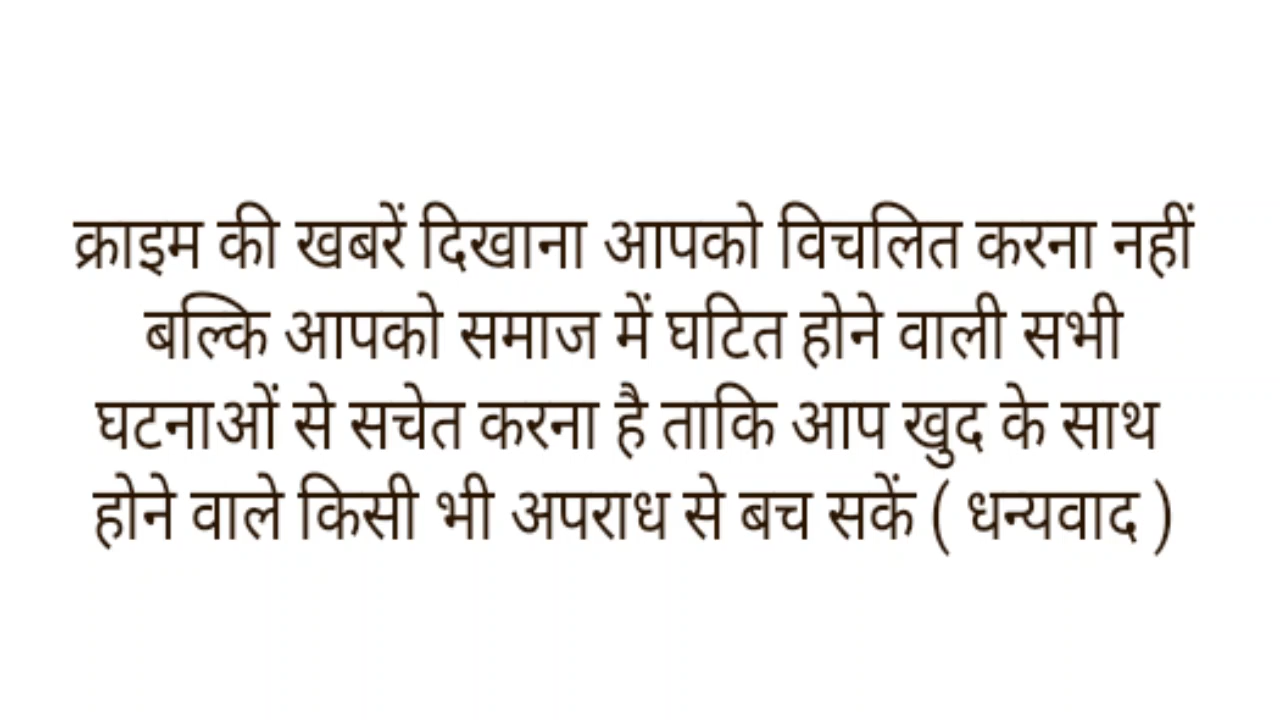 क्राइम की खबरें दिखाना आपको विचलित करना नहीं
बल्कि आपको समाज में घटित होने वाली सभी
घटनाओं से सचेत करना है ताकि आप खुद के साथ
होने वाले किसी भी अपराध से बच सकें ( धन्यवाद )